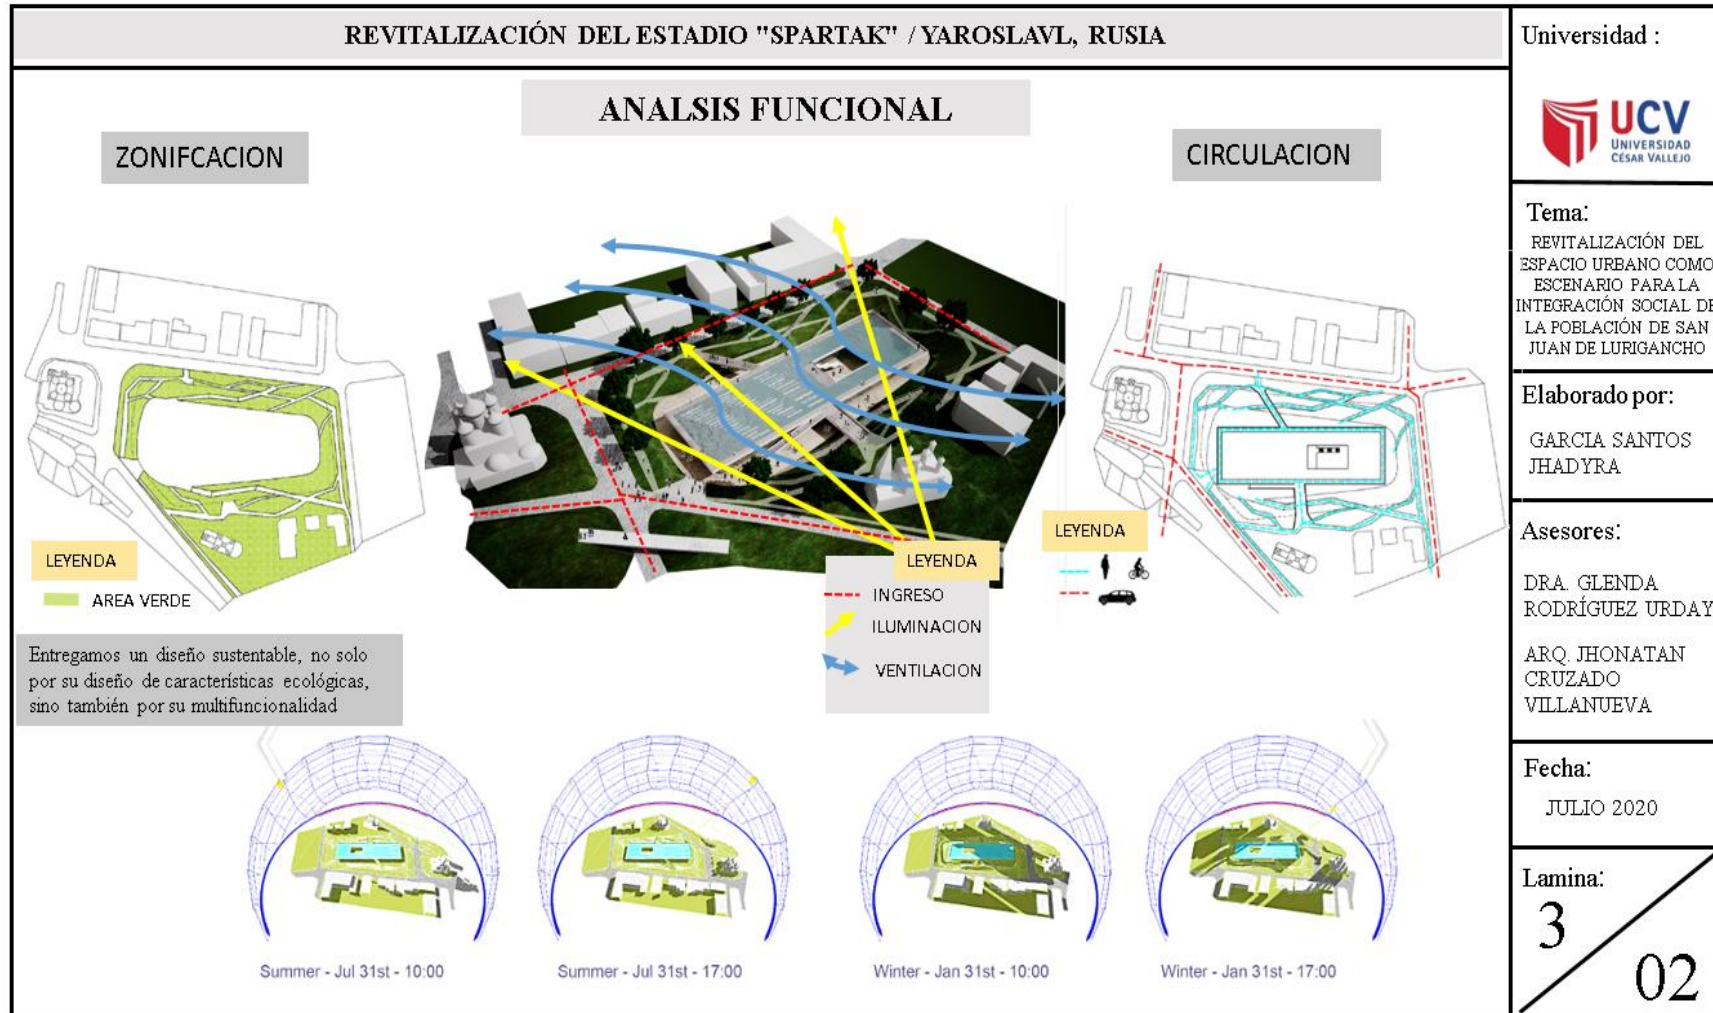 REVITALIZACIÓN DEL ESTADIO "SPARTAK" / YAROSLAVL, RUSIA
ANALSIS FUNCIONAL
ZONIFCACION
CIRCULACION
LEYENDA
AREA VERDE
LEYENDA
INGRESO
ILUMINACION
VENTILACION
LEYENDA
Entregamos un diseño sustentable, no solo
por su diseño de características ecológicas,
sino también por su multifuncionalidad
Summer - Jul 31st - 10:00
Summer - Jul 31st - 17:00
Winter - Jan 31st - 10:00
Winter - Jan 31st - 17:00
Universidad :
UCV
UNIVERSIDAD
CÉSAR VALLEJO
Tema:
REVITALIZACIÓN DEL
ESPACIO URBANO COMO
ESCENARIO PARA LA
INTEGRACIÓN SOCIAL DE
LA POBLACIÓN DE SAN
JUAN DE LURIGANCHO
Elaborado por:
GARCIA SANTOS
JHADYRA
Asesores:
DRA. GLENDA
RODRÍGUEZ URDAY
ARQ. JHONATAN
CRUZADO
VILLANUEVA
Fecha:
JULIO 2020
Lamina:
3
02